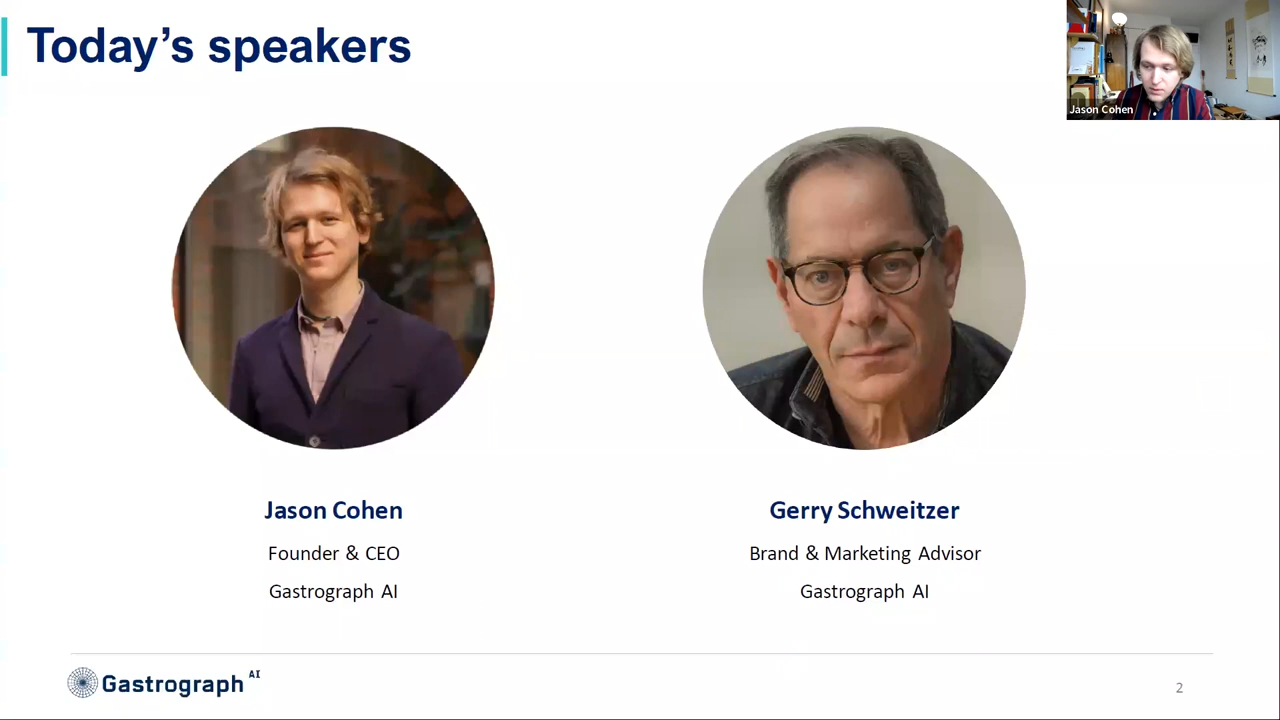 Today’s speakers
Jason Cohen
Jason Cohen
Founder & CEO
Gastrograph AI
Gerry Schweitzer
Brand & Marketing Advisor
Gastrograph AI
Gastrograph AI
2